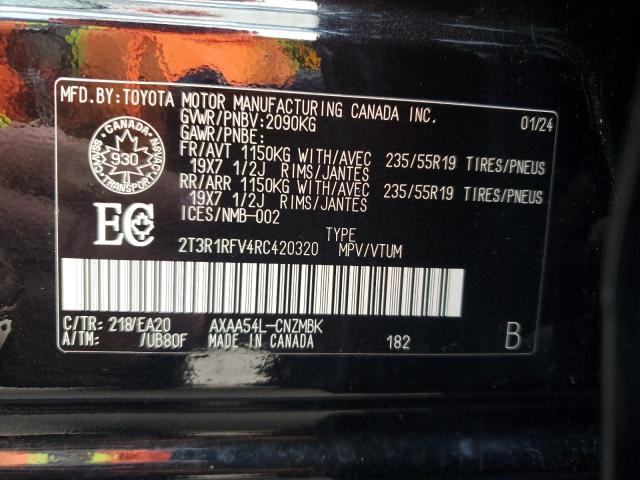 MFD.BY:TOYOTA MOTOR MANUFACTURING CANADA INC.
01/24
GVWR/PNBV:2090KG
GAWR/PNBE:
FR/AVT 1150KG WITH/AVEC 235/55R19 TIRES/PNEUS
19X7 1/2J RIMS/JANTES
RR/ARR 1150KG WITH/AVEC 235/55R19 TIRES/PNEUS
19X7 1/2J RIMS/JANTES
ICES/NMB-002
CANADA
CMVSS NSVAC
930
TRANSPORT
EC
TYPE
2T3R1RFV4RC420320 MPV/VTUM
C/TR: 218/EA20 AXAA54L-CNZMBK
A/TM: /UB80F MADE IN CANADA 182 B